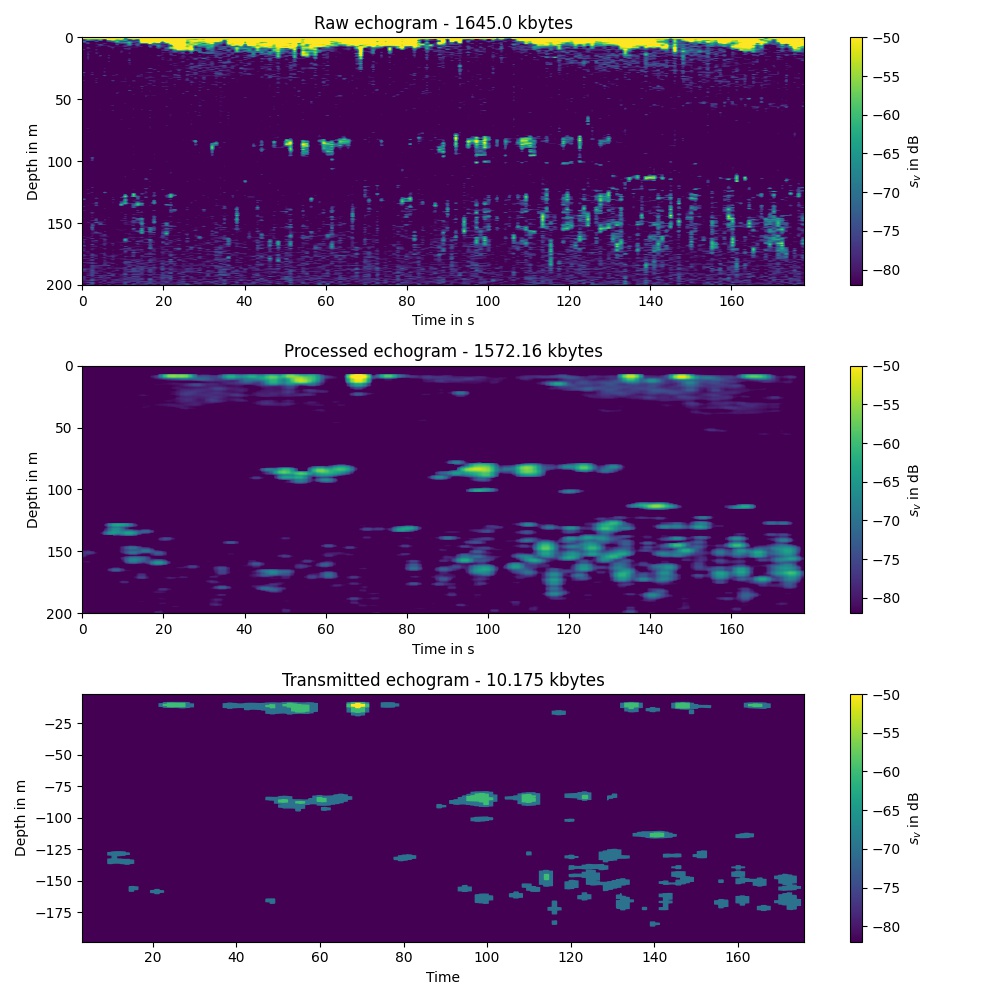 Raw echogram - 1645.0 kbytes
0
50
100
150
200
Depth in m
0 20 40 60 80 100 120 140 160
Time in s
−50
−55
−60
−65
−70
−75
−80
s_v in dB
Processed echogram - 1572.16 kbytes
0
50
100
150
200
Depth in m
0 20 40 60 80 100 120 140 160
Time in s
−50
−55
−60
−65
−70
−75
−80
s_v in dB
Transmitted echogram - 10.175 kbytes
−25
−50
−75
−100
−125
−150
−175
Depth in m
20 40 60 80 100 120 140 160
Time
−50
−55
−60
−65
−70
−75
−80
s_v in dB